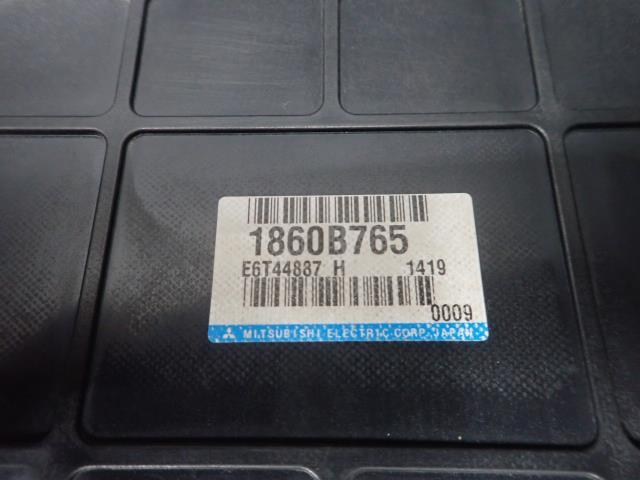 1860B765
E6T44887 H 1419
0009
MITSUBISHI ELECTRIC CORP. JAPAN